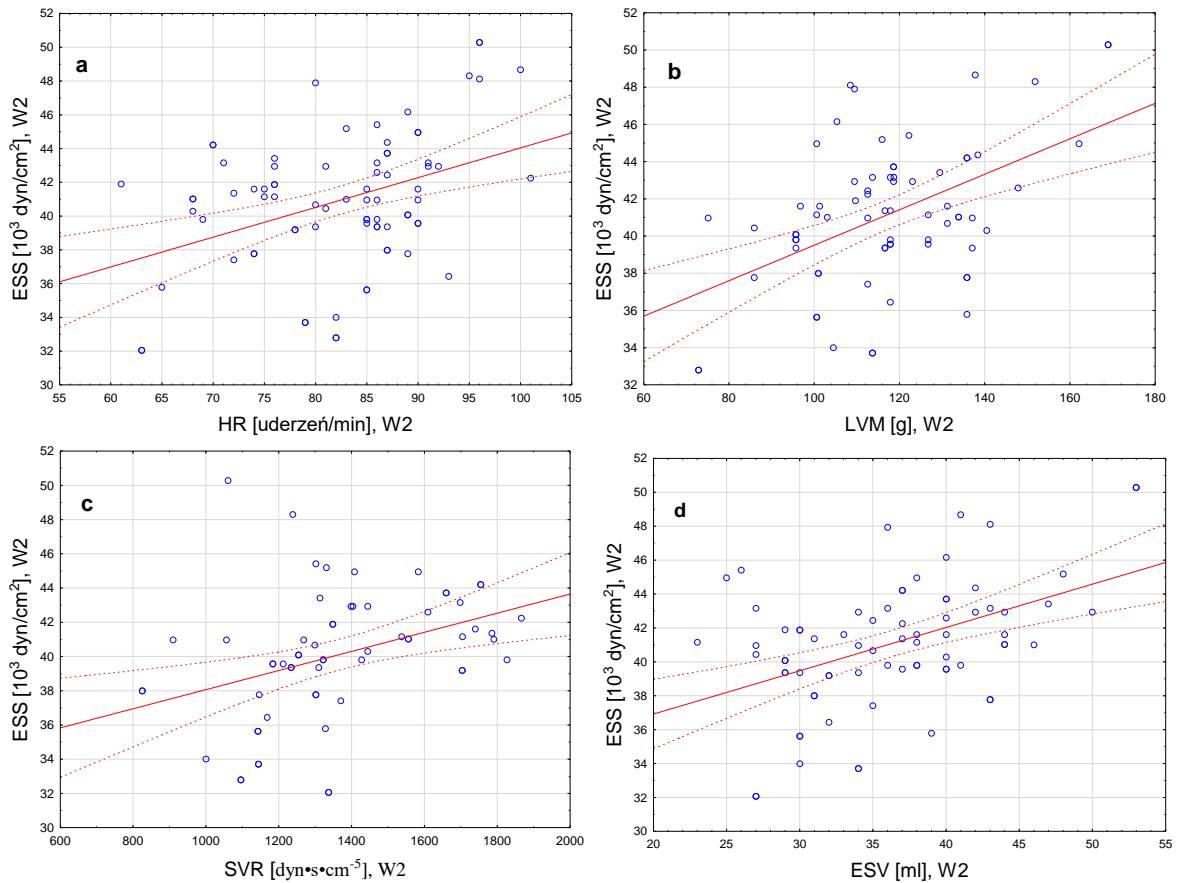 a
52
50
48
46
44
42
40
38
36
34
32
30
ESS [10³ dyn/cm²], W2
55 60 65 70 75 80 85 90 95 100 105
HR [uderzeń/min], W2
b
52
50
48
46
44
42
40
38
36
34
32
ESS [10³ dyn/cm²], W2
60 80 100 120 140 160 180
LVM [g], W2
c
52
50
48
46
44
42
40
38
36
34
32
30
ESS [10³ dyn/cm²], W2
600 800 1000 1200 1400 1600 1800 2000
SVR [dyn•s•cm⁻⁵], W2
d
52
50
48
46
44
42
40
38
36
34
32
30
ESS [10³ dyn/cm²], W2
20 25 30 35 40 45 50 55
ESV [ml], W2